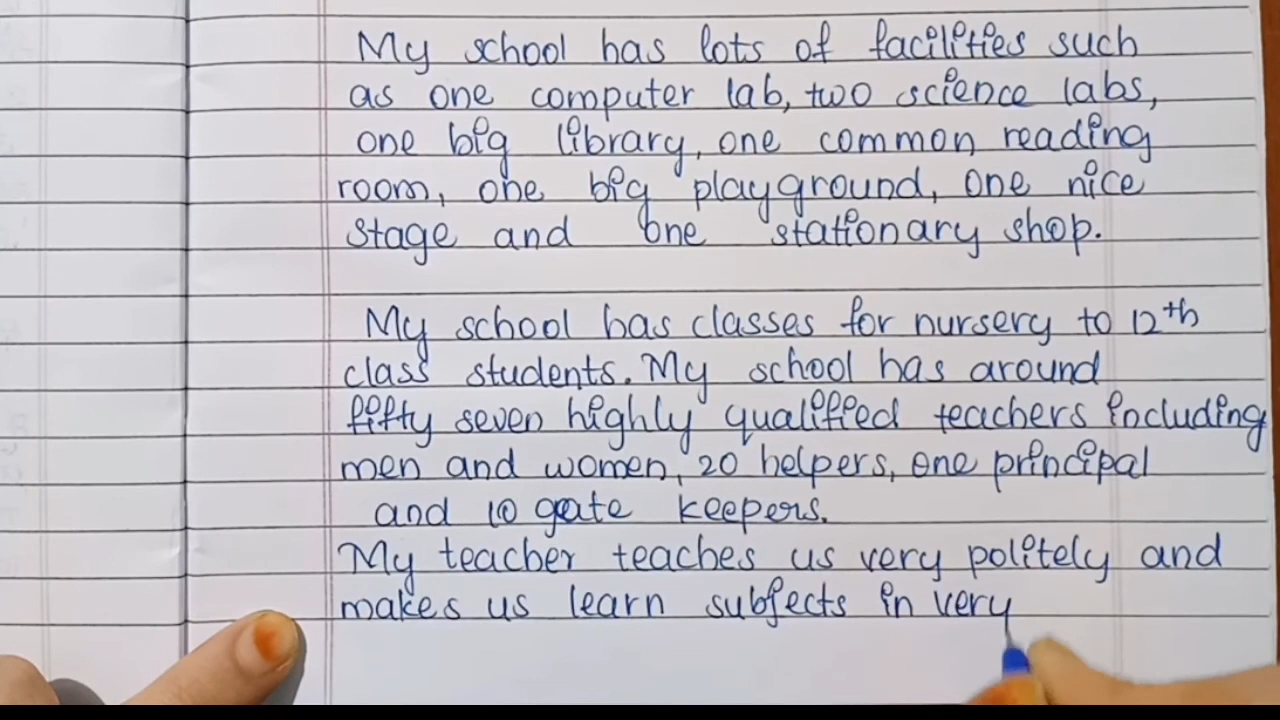 My school has lots of facilities such
as one computer lab, two science labs,
one big library, one common reading
room, one big playground, one nice
stage and one stationary shop.
My school has classes for nursery to 12th
class students. My school has around
fifty seven highly qualified teachers including
men and women, 20 helpers, one principal
and 10 gate keepers.
My teacher teaches us very politely and
makes us learn subjects in very